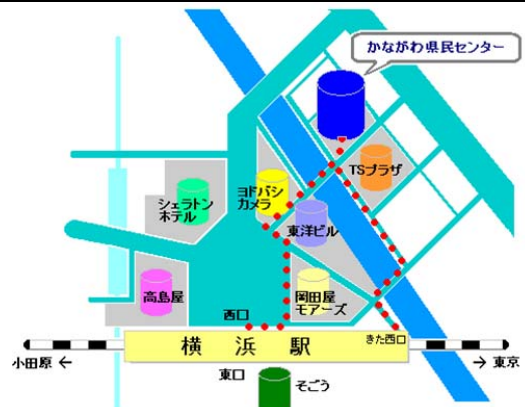 かながわ県民センター
TSプラザ
ヨドバシ
カメラ
シェラトン
ホテル
東洋ビル
高島屋
岡田屋
モアーズ
西口
きた西口
横浜駅
小田原 ←
→ 東京
東口
そごう